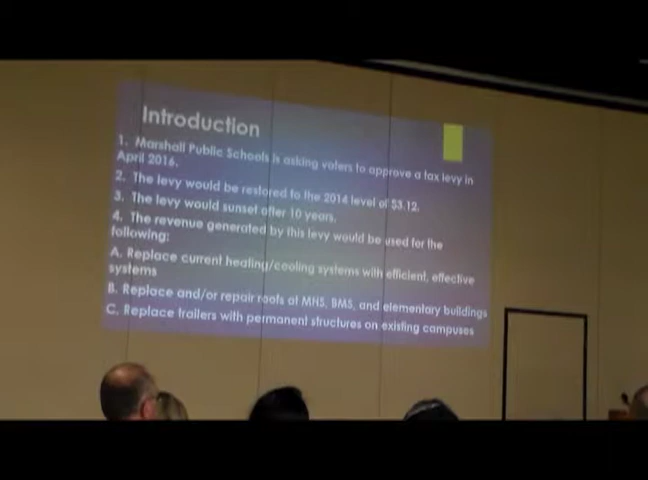 Introduction
1. Marshall Public Schools is asking voters to approve a tax levy in
April 2016.
2. The levy would be restored to the 2014 level of $3.12.
3. The levy would sunset after 10 years.
4. The revenue generated by this levy would be used for the
following:
A. Replace current heating/cooling systems with efficient, effective
systems
B. Replace and/or repair roofs at MHS, BMS, and elementary buildings
C. Replace trailers with permanent structures on existing campuses